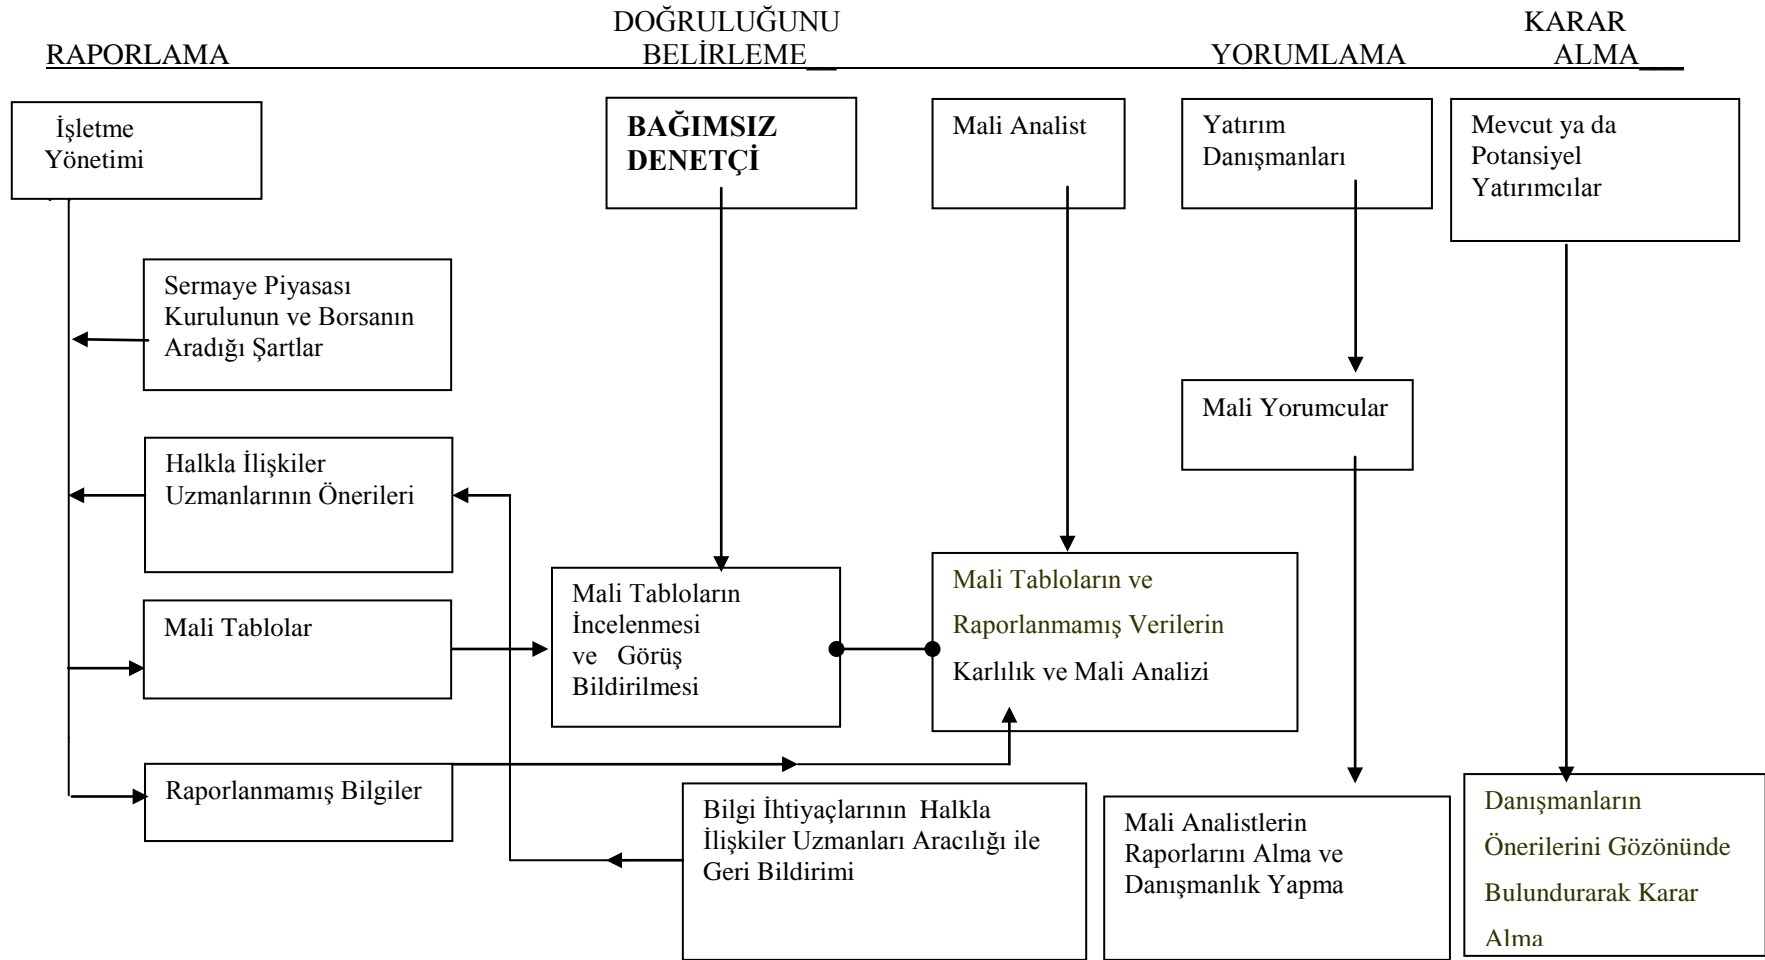 DOĞRULUĞUNU
KARAR
RAPORLAMA
BELİRLEME__
YORUMLAMA
ALMA___
İşletme
Yönetimi
BAĞIMSIZ
DENETÇİ
Mali Analist
Yatırım
Danışmanları
Mevcut ya da
Potansiyel
Yatırımcılar
Sermaye Piyasası
Kurulunun ve Borsanın
Aradığı Şartlar
Mali Yorumcular
Halkla İlişkiler
Uzmanlarının Önerileri
Mali Tablolar
Mali Tabloların
İncelenmesi
ve Görüş
Bildirilmesi
Mali Tabloların ve
Raporlanmamış Verilerin
Karlılık ve Mali Analizi
Raporlanmamış Bilgiler
Bilgi İhtiyaçlarının Halkla
İlişkiler Uzmanları Aracılığı ile
Geri Bildirimi
Mali Analistlerin
Raporlarını Alma ve
Danışmanlık Yapma
Danışmanların
Önerilerini Gözönünde
Bulundurarak Karar
Alma